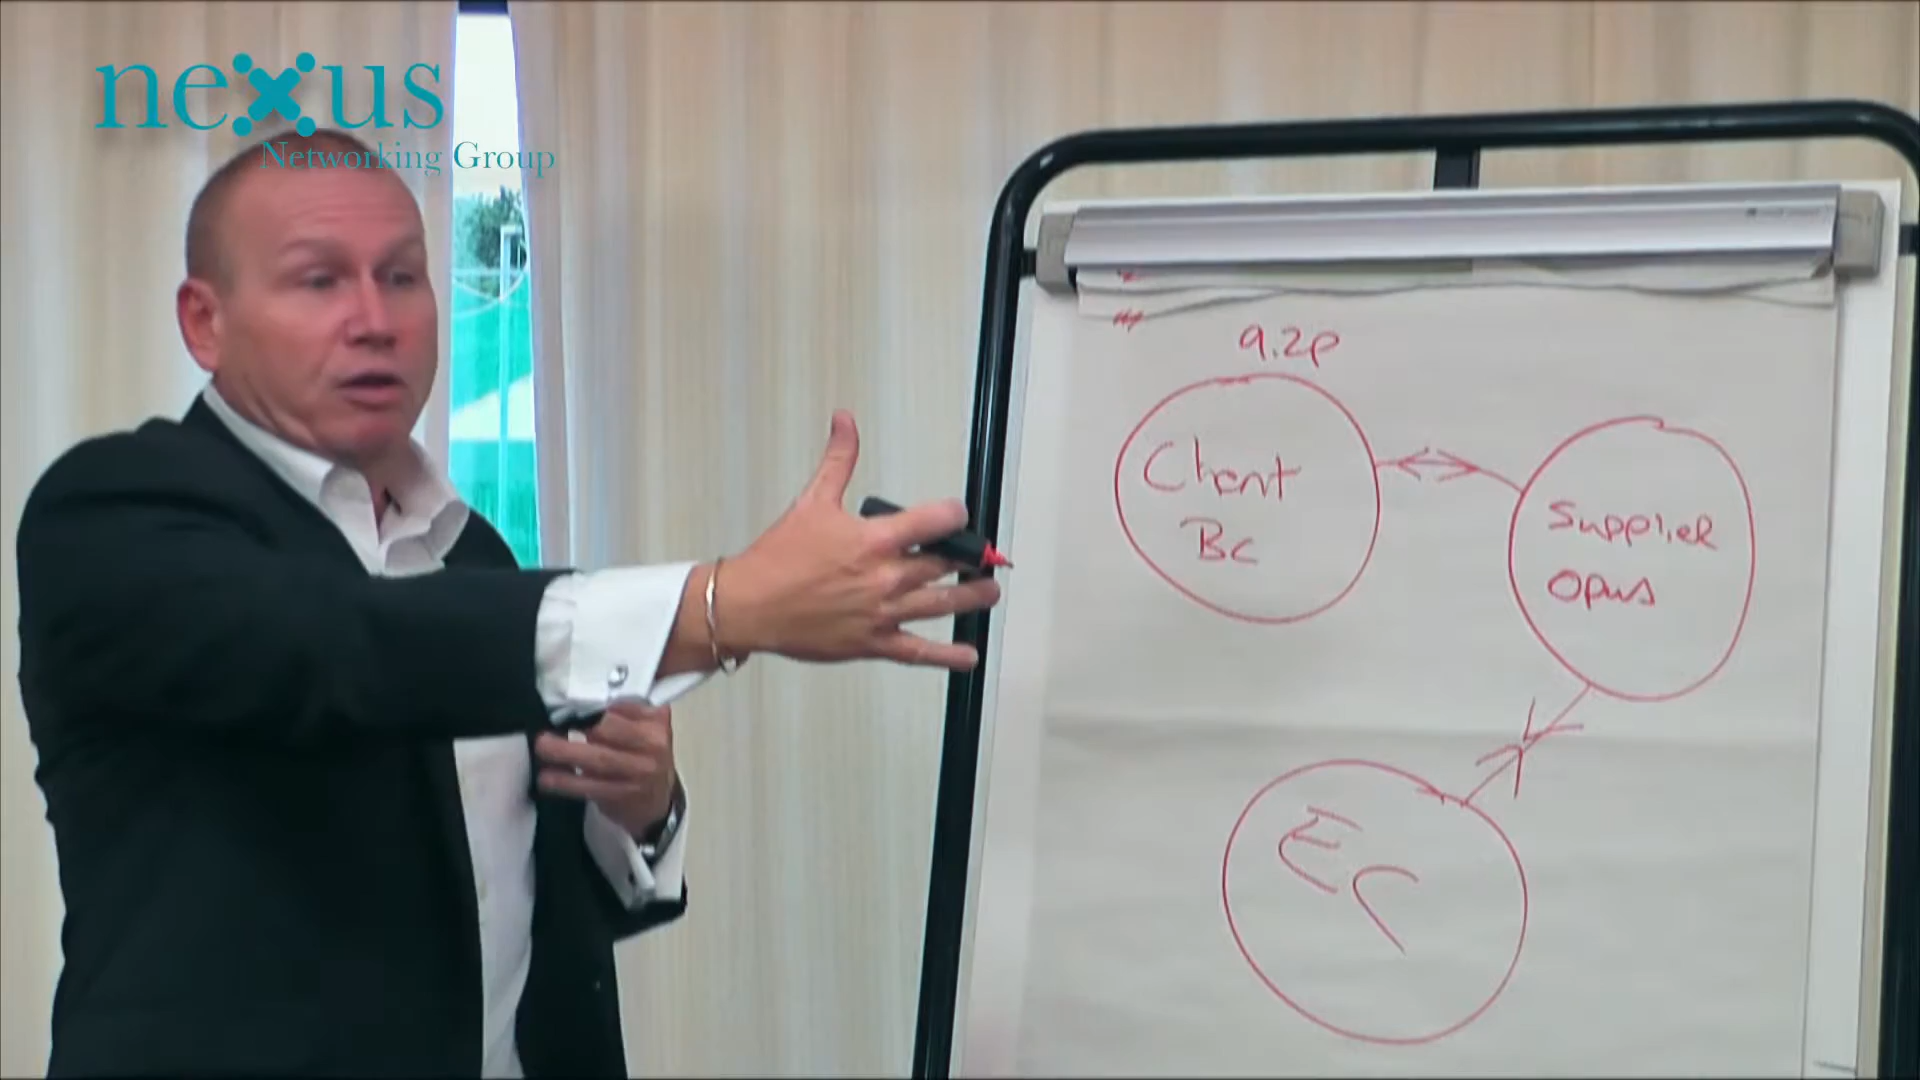 nexus
Networking Group
9.2p
Client
BC
Supplier
Opus
EC